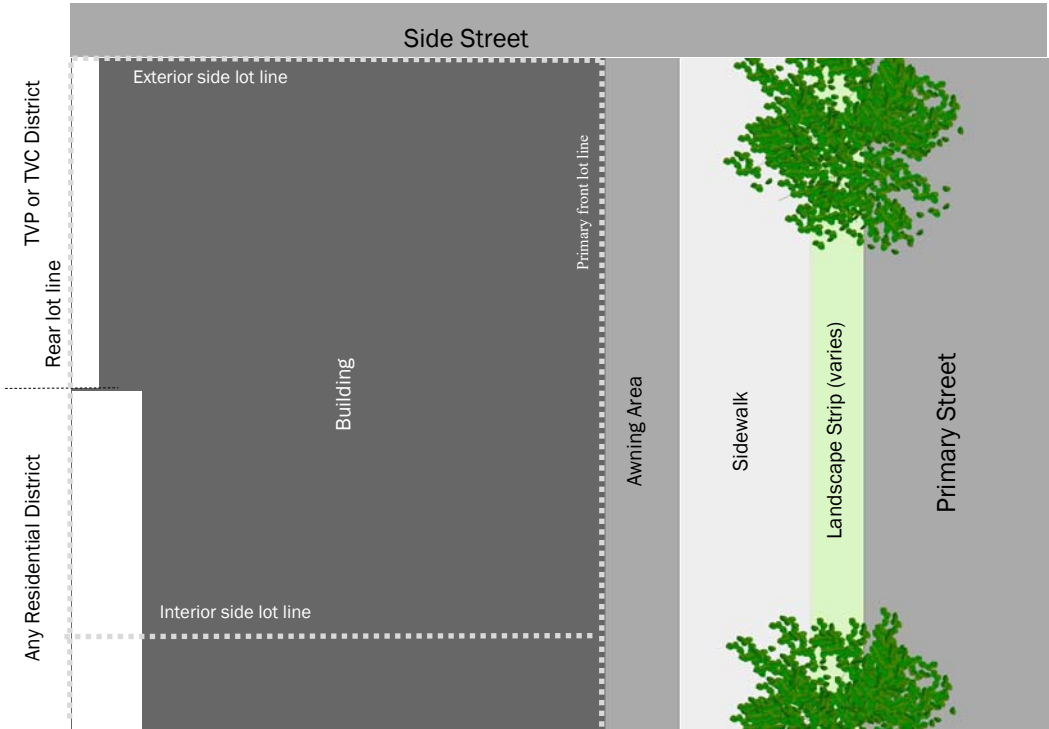 Side Street
Exterior side lot line
TVP or TVC District
Primary front lot line
Rear lot line
Building
Awning Area
Sidewalk
Landscape Strip (varies)
Primary Street
Any Residential District
Interior side lot line